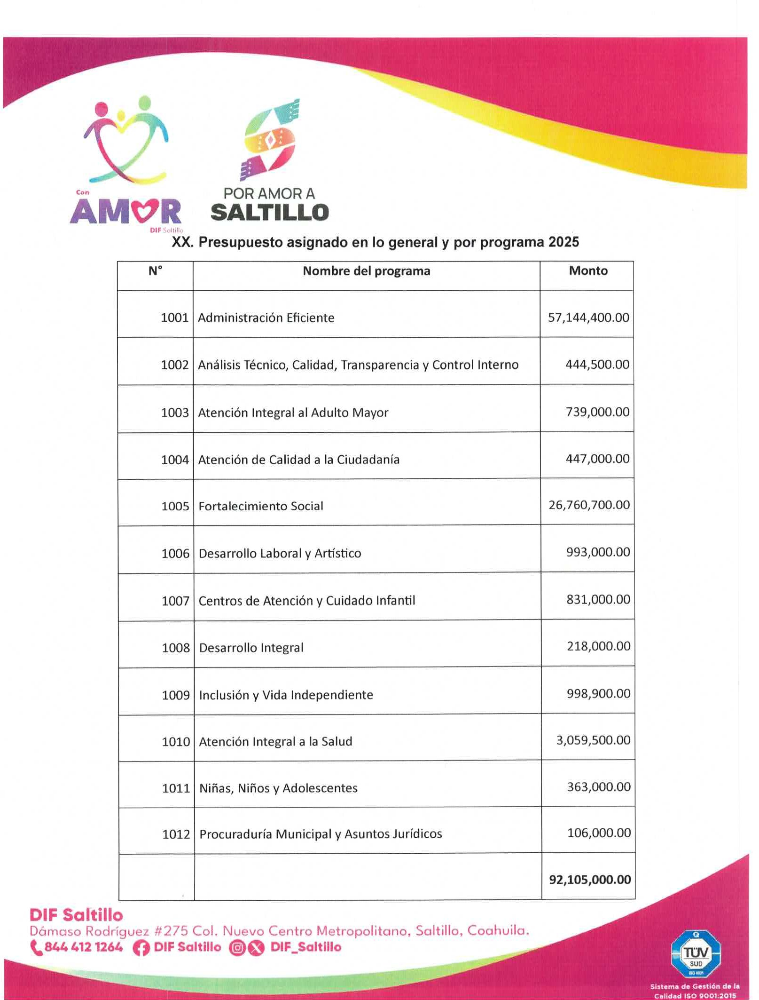 Con
AMOR
DIF Saltillo
POR AMOR A
SALTILLO
XX. Presupuesto asignado en lo general y por programa 2025
N° Nombre del programa Monto
1001 Administración Eficiente 57,144,400.00
1002 Análisis Técnico, Calidad, Transparencia y Control Interno 444,500.00
1003 Atención Integral al Adulto Mayor 739,000.00
1004 Atención de Calidad a la Ciudadanía 447,000.00
1005 Fortalecimiento Social 26,760,700.00
1006 Desarrollo Laboral y Artístico 993,000.00
1007 Centros de Atención y Cuidado Infantil 831,000.00
1008 Desarrollo Integral 218,000.00
1009 Inclusión y Vida Independiente 998,900.00
1010 Atención Integral a la Salud 3,059,500.00
1011 Niñas, Niños y Adolescentes 363,000.00
1012 Procuraduría Municipal y Asuntos Jurídicos 106,000.00
92,105,000.00
DIF Saltillo
Dámaso Rodríguez #275 Col. Nuevo Centro Metropolitano, Saltillo, Coahuila.
844 412 1264 DIF Saltillo DIF_Saltillo
TÜV
SUD
ISO 9001
Sistema de Gestión de la
Calidad ISO 9001:2015